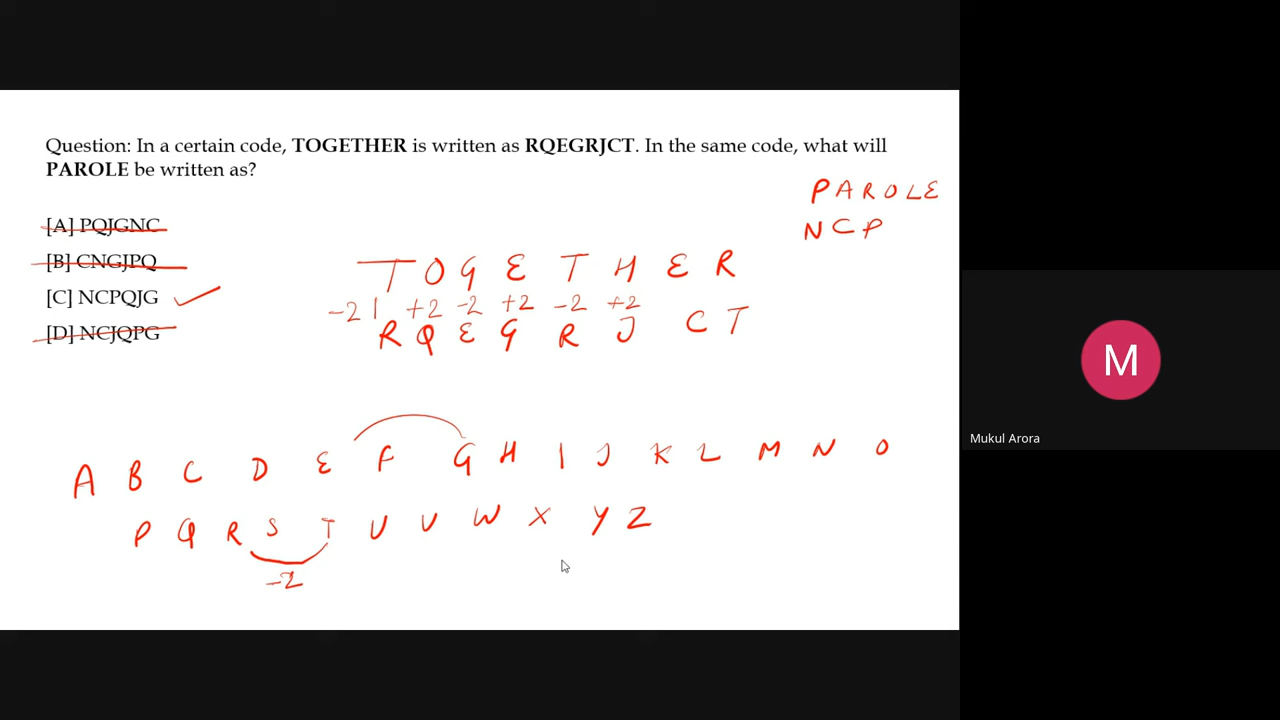 Question: In a certain code, TOGETHER is written as RQEGRJCT. In the same code, what will
PAROLE be written as?
PAROLE
NCP
[A] PQJGNC
[B] CNGJPQ
[C] NCPQJG
[D] NCJQPG
TOGETHER
-2 | +2 -2 +2 -2 +2
RQEGRJ CT
A B C D E F G H I J K L M N O
P Q R S T U V W X Y Z
-2
M
Mukul Arora